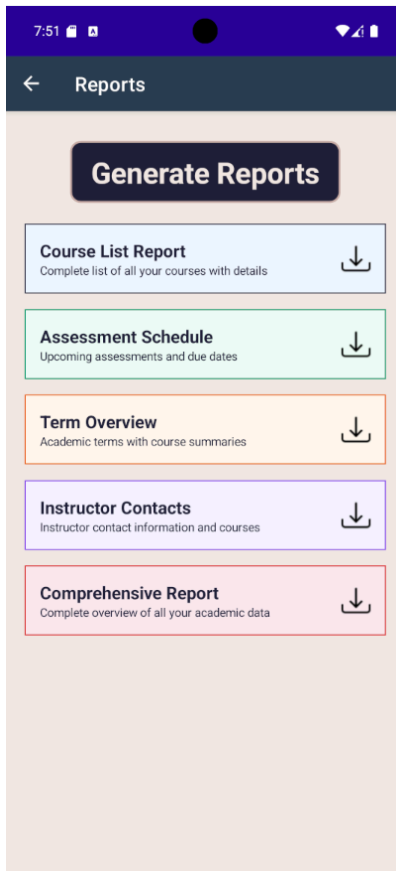 7:51
Reports
Generate Reports
Course List Report
Complete list of all your courses with details
Assessment Schedule
Upcoming assessments and due dates
Term Overview
Academic terms with course summaries
Instructor Contacts
Instructor contact information and courses
Comprehensive Report
Complete overview of all your academic data